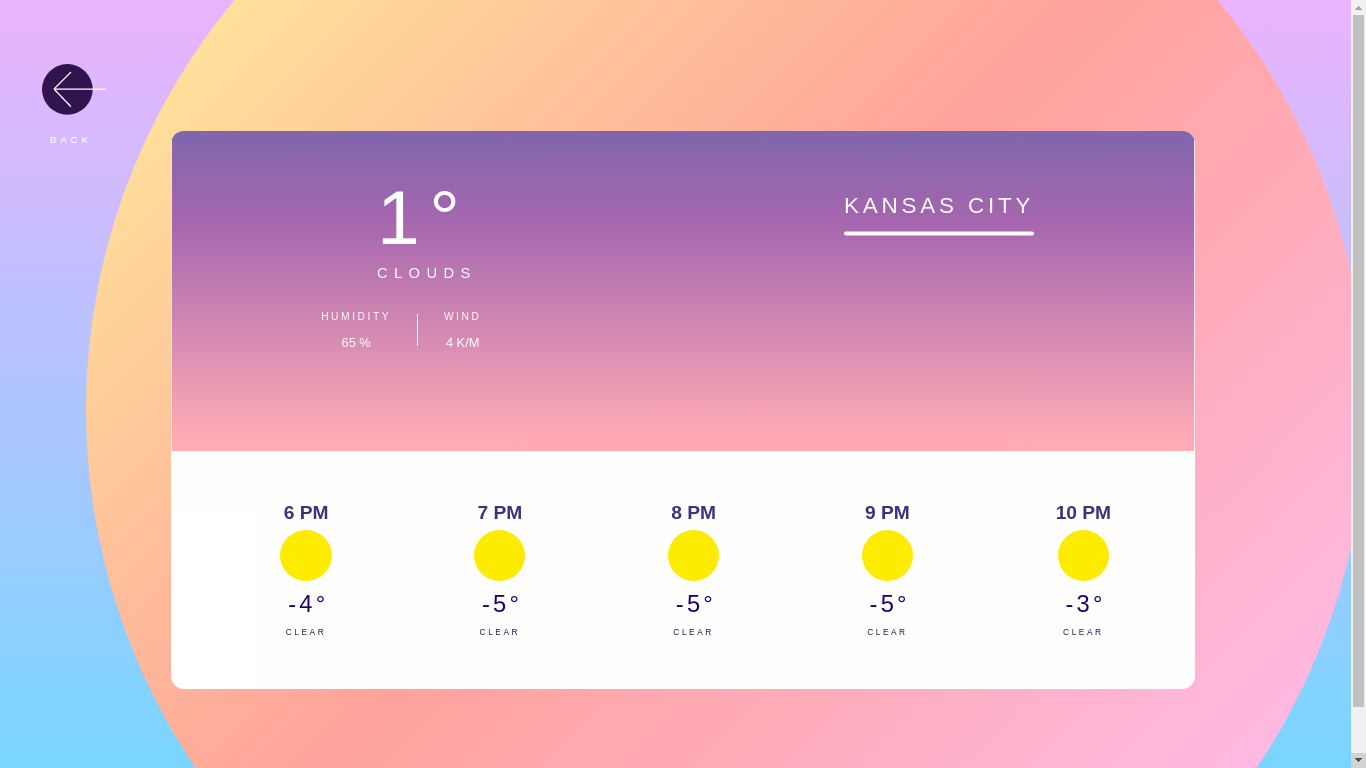 BACK
1°
CLOUDS
HUMIDITY
65 %
WIND
4 K/M
KANSAS CITY
6 PM
-4°
CLEAR
7 PM
-5°
CLEAR
8 PM
-5°
CLEAR
9 PM
-5°
CLEAR
10 PM
-3°
CLEAR